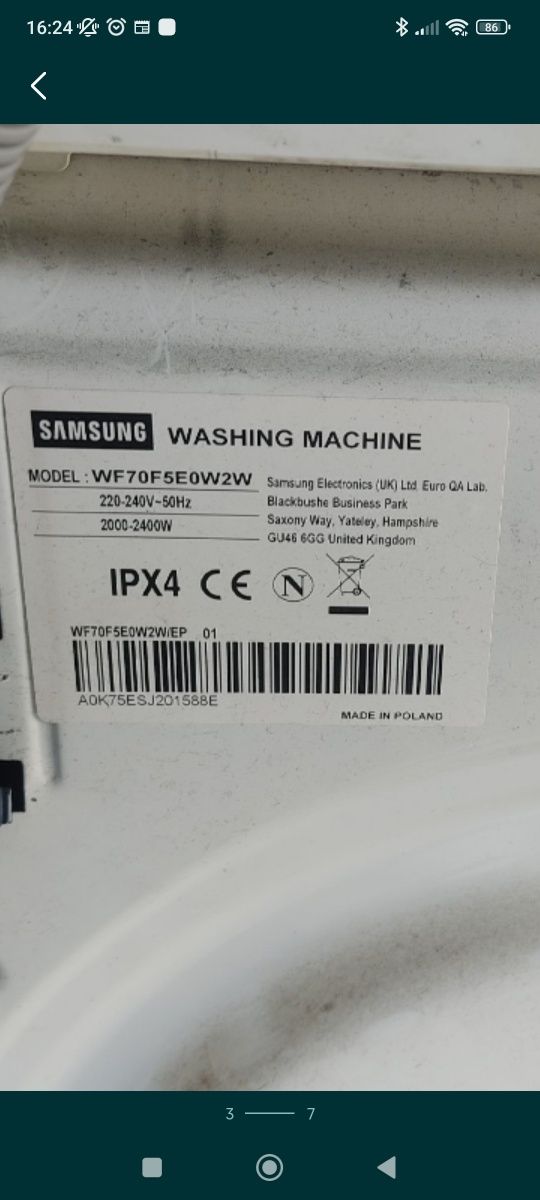 16:24
86
SAMSUNG WASHING MACHINE
MODEL : WF70F5E0W2W
220-240V~50Hz
2000-2400W
Samsung Electronics (UK) Ltd. Euro QA Lab.
Blackbushe Business Park
Saxony Way, Yateley, Hampshire
GU46 6GG United Kingdom
IPX4 CE N
WF70F5E0W2W/EP 01
A0K75ESJ201588E
MADE IN POLAND
3 7